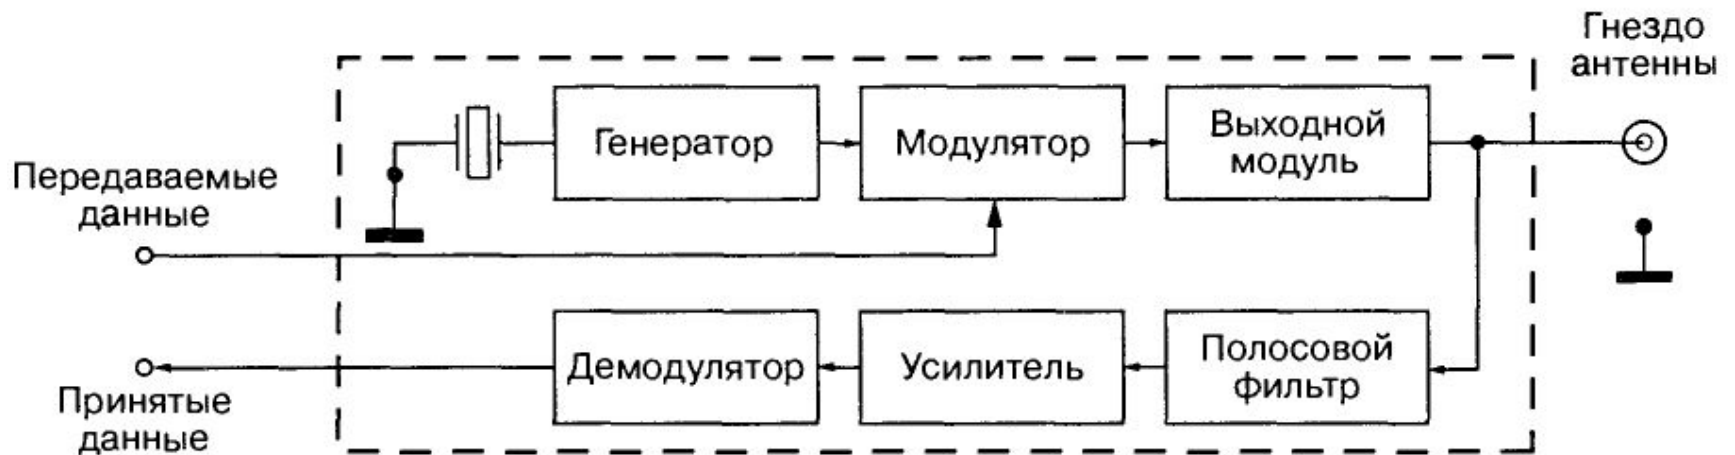 Гнездо
антенны
Генератор
Модулятор
Выходной
модуль
Передаваемые
данные
Демодулятор
Усилитель
Полосовой
фильтр
Принятые
данные